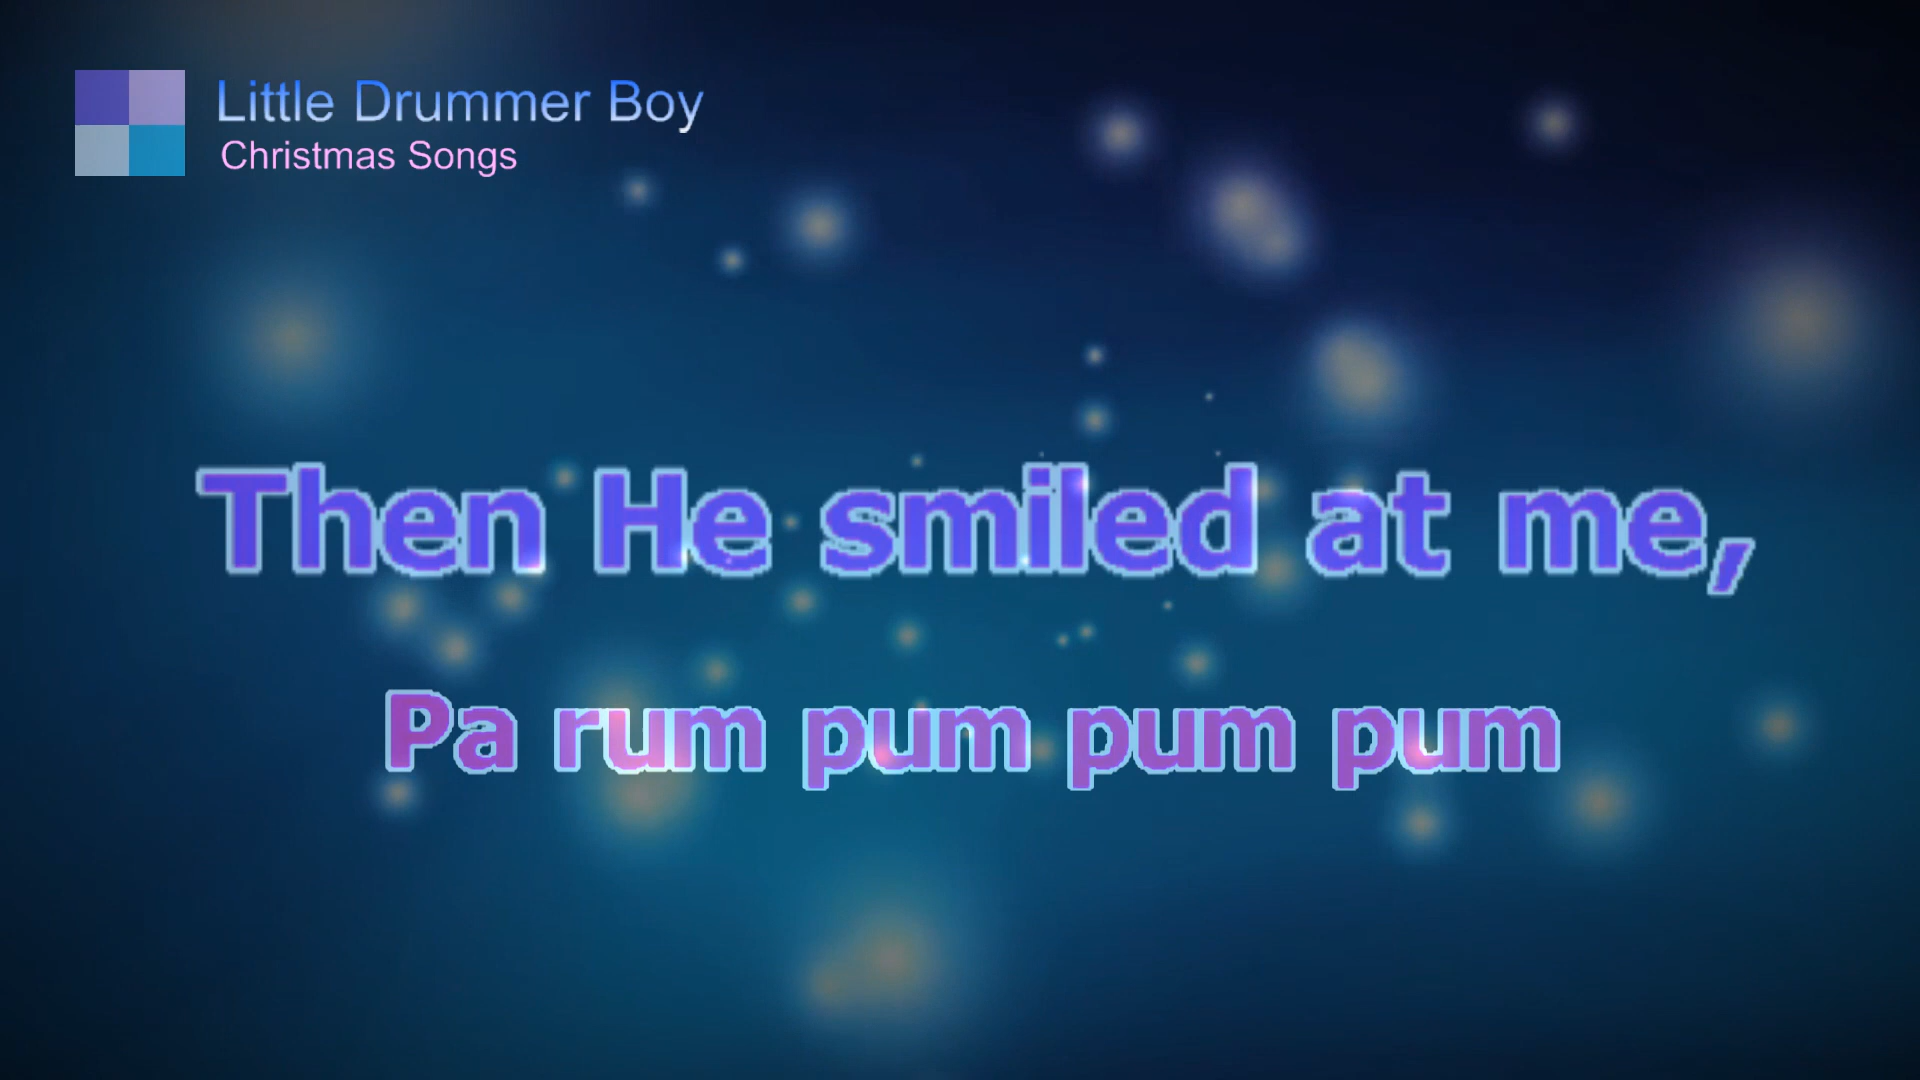 Little Drummer Boy
Christmas Songs
Then He smiled at me,
Pa rum pum pum pum